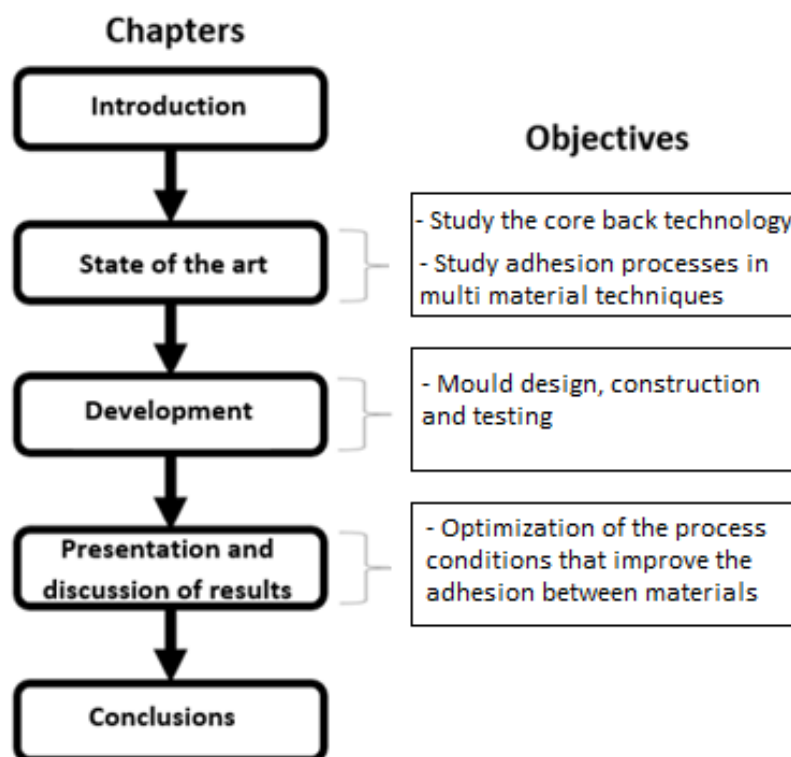 Chapters
Introduction
Objectives
State of the art
- Study the core back technology
- Study adhesion processes in
multi material techniques
Development
- Mould design, construction
and testing
Presentation and
discussion of results
- Optimization of the process
conditions that improve the
adhesion between materials
Conclusions